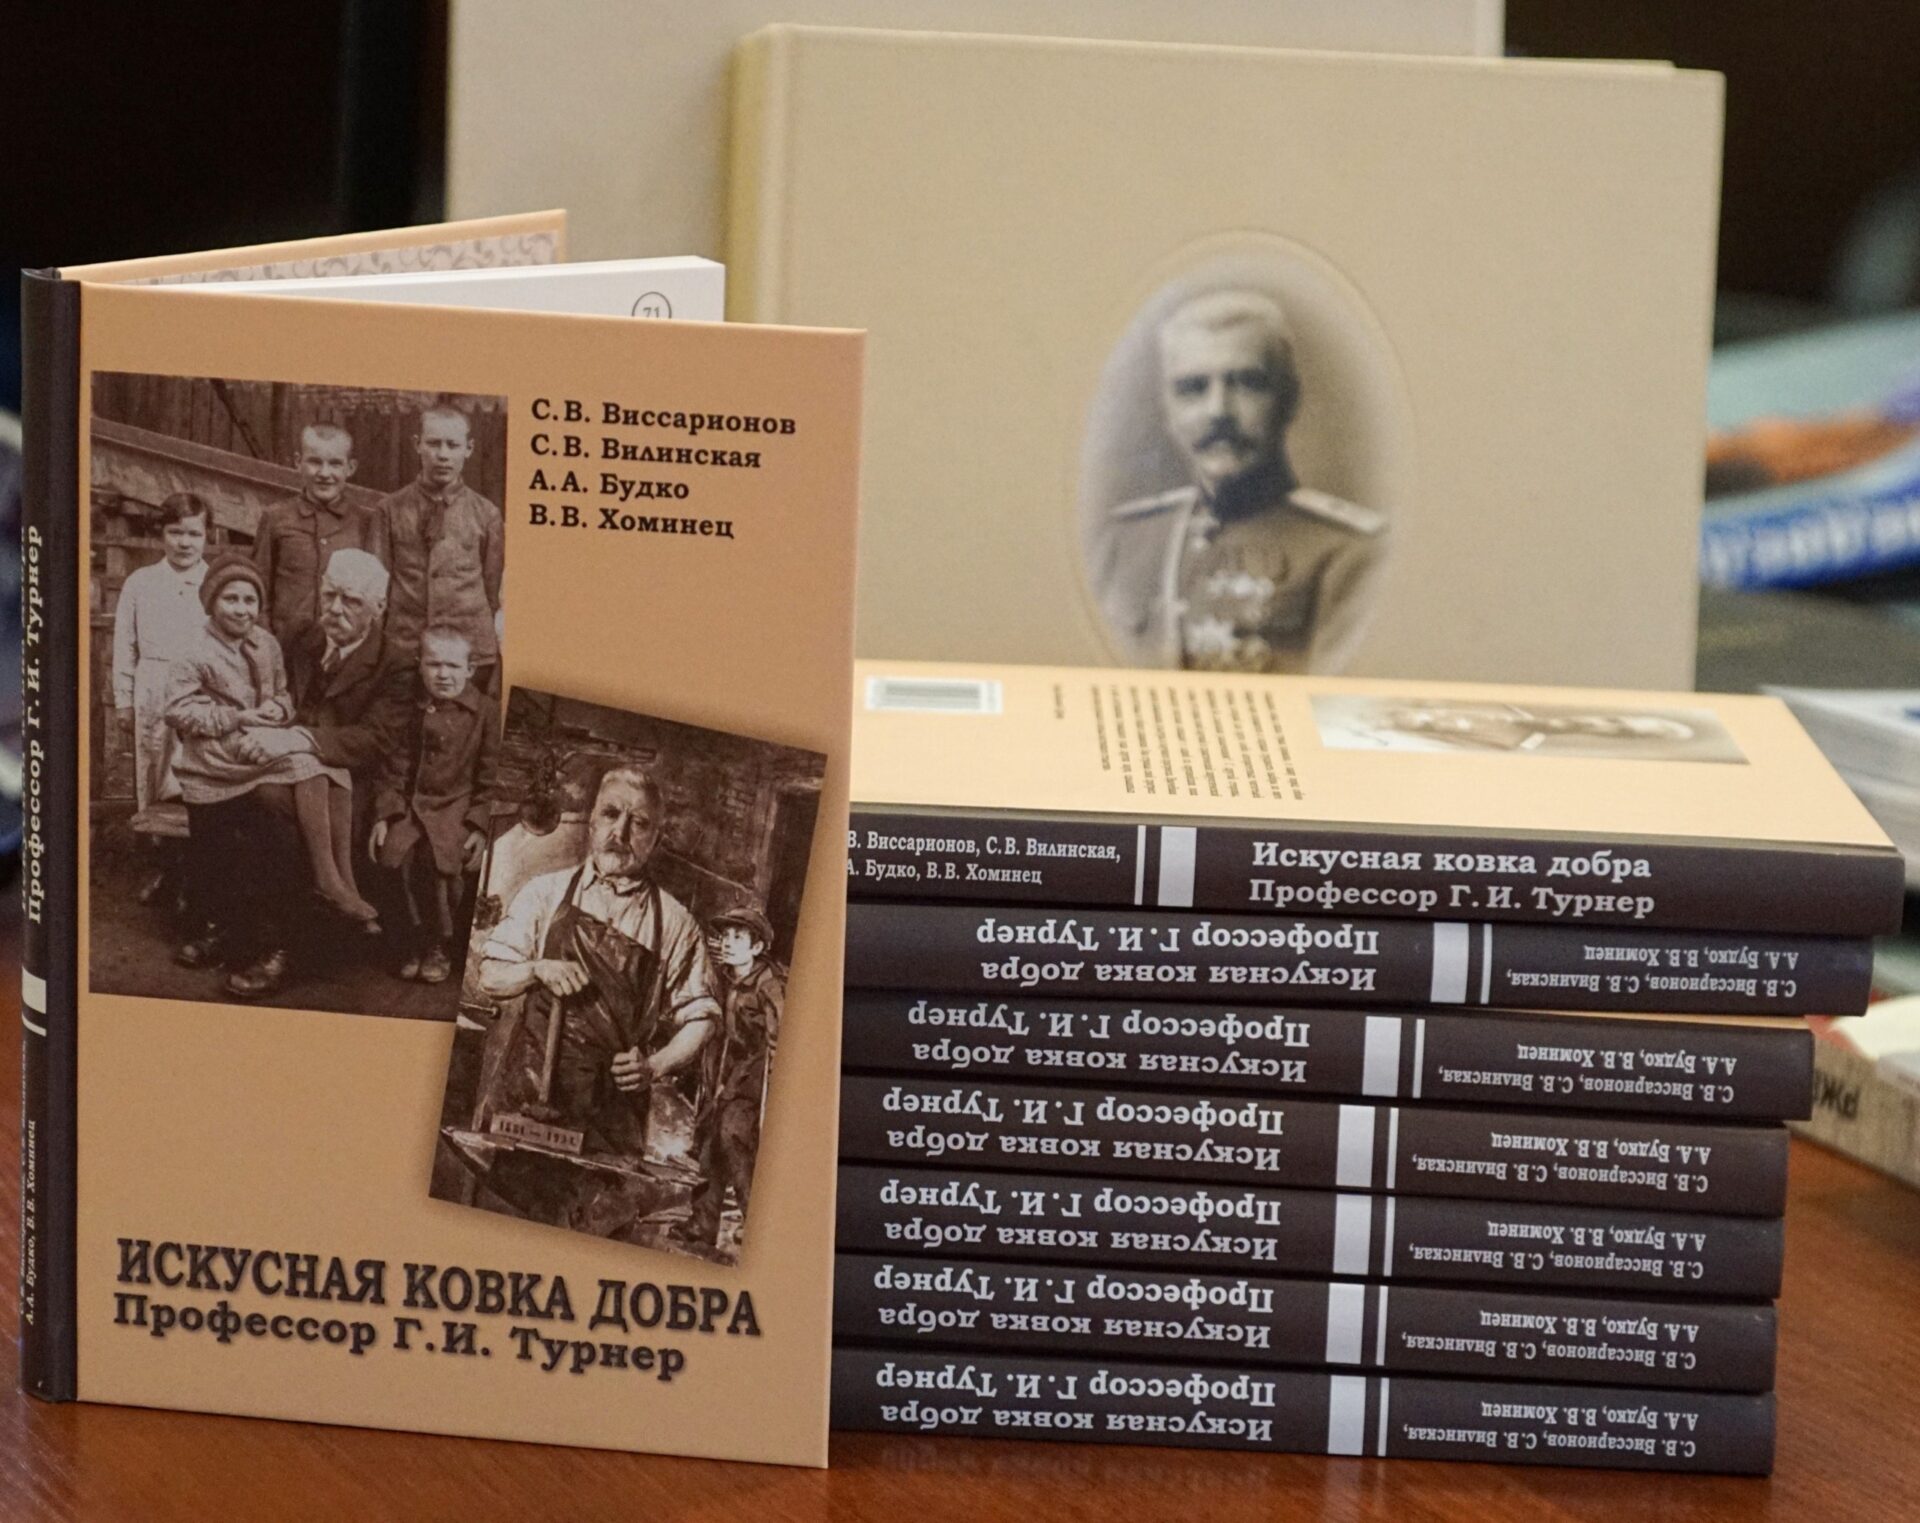 71
С. В. Виссарионов
С. В. Вилинская
А. А. Будко
В. В. Хоминец
1881 — 1931
ИСКУСНАЯ КОВКА ДОБРА
Профессор Г. И. Турнер
Профессор Г. И. Турнер
А.А. Будко, В. В. Хоминец
В. Виссарионов, С. В. Вилинская,
А. Будко, В. В. Хоминец
Искусная ковка добра
Профессор Г. И. Турнер
С. В. Виссарионов, С. В. Вилинская,
А.А. Будко, В. В. Хоминец
Искусная ковка добра
Профессор Г. И. Турнер
С. В. Виссарионов, С. В. Вилинская,
А.А. Будко, В. В. Хоминец
Искусная ковка добра
Профессор Г. И. Турнер
С. В. Виссарионов, С. В. Вилинская,
А.А. Будко, В. В. Хоминец
Искусная ковка добра
Профессор Г. И. Турнер
С. В. Виссарионов, С. В. Вилинская,
А.А. Будко, В. В. Хоминец
Искусная ковка добра
Профессор Г. И. Турнер
С. В. Виссарионов, С. В. Вилинская,
А.А. Будко, В. В. Хоминец
Искусная ковка добра
Профессор Г. И. Турнер
С. В. Виссарионов, С. В. Вилинская,
А.А. Будко, В. В. Хоминец
Искусная ковка добра
Профессор Г. И. Турнер